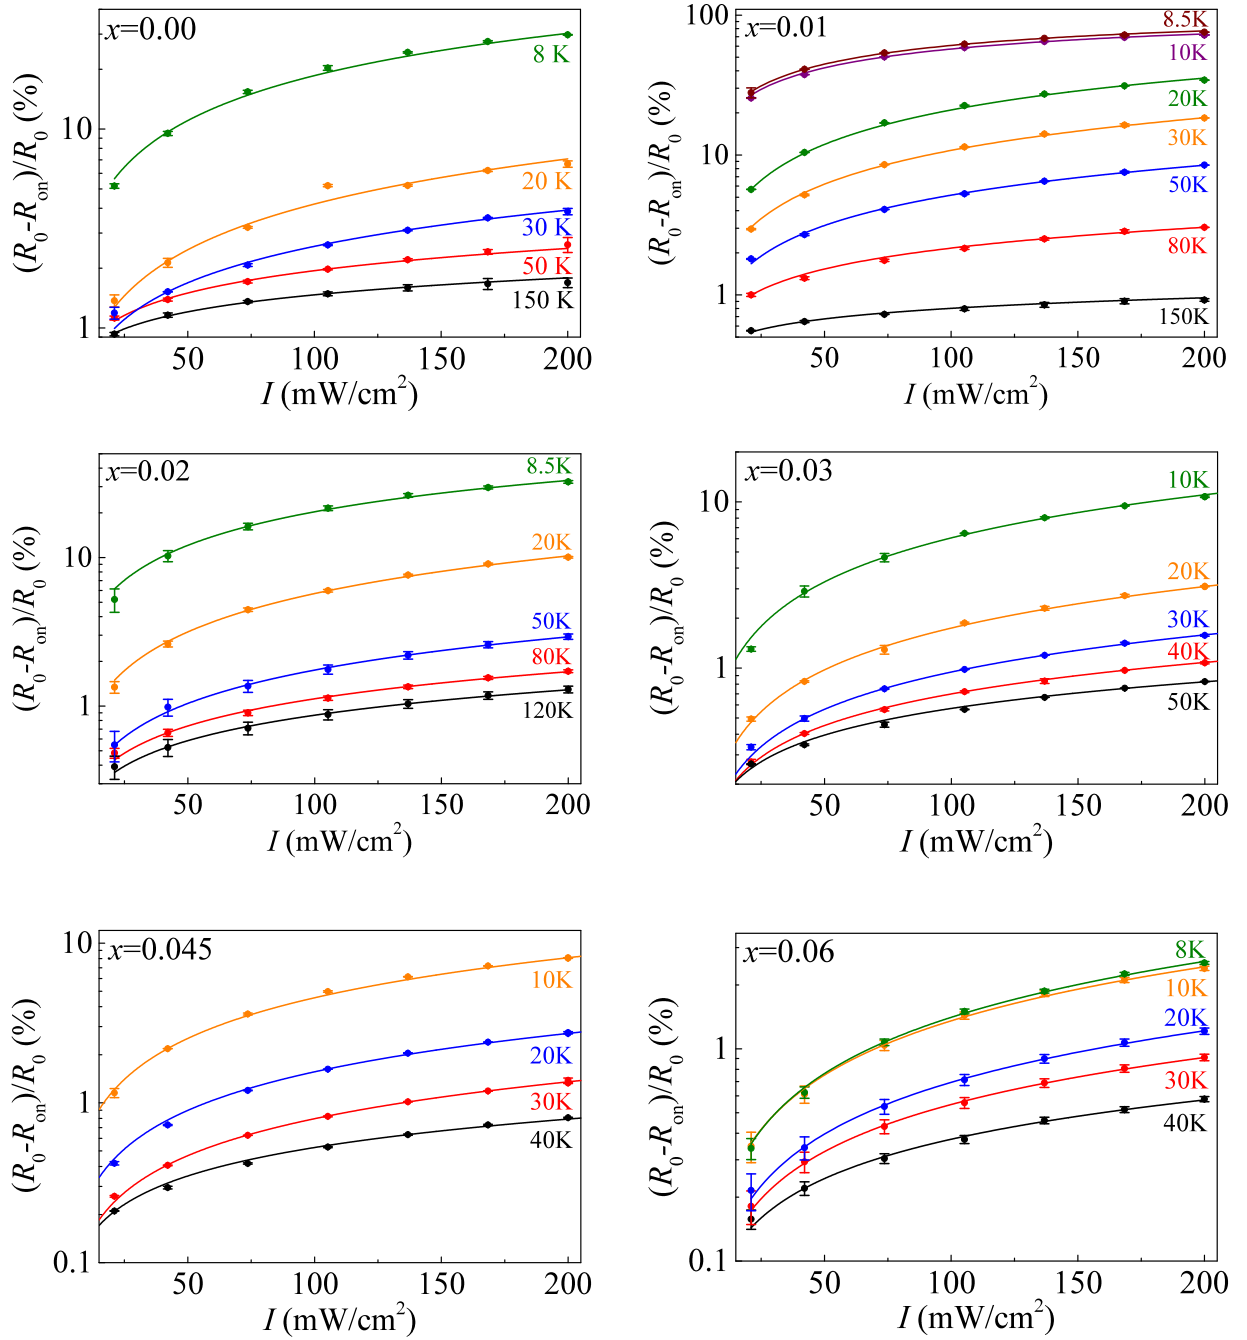 x=0.00
8 K
20 K
30 K
50 K
150 K
10
1
50
100
150
200
(R0-Ron)/R0 (%)
I (mW/cm²)
x=0.01
8.5K
10K
20K
30K
50K
80K
150K
100
10
1
50
100
150
200
(R0-Ron)/R0 (%)
I (mW/cm²)
x=0.02
8.5K
20K
50K
80K
120K
10
1
50
100
150
200
(R0-Ron)/R0 (%)
I (mW/cm²)
x=0.03
10K
20K
30K
40K
50K
10
1
50
100
150
200
(R0-Ron)/R0 (%)
I (mW/cm²)
x=0.045
10K
20K
30K
40K
10
1
0.1
50
100
150
200
(R0-Ron)/R0 (%)
I (mW/cm²)
x=0.06
8K
10K
20K
30K
40K
1
0.1
50
100
150
200
(R0-Ron)/R0 (%)
I (mW/cm²)